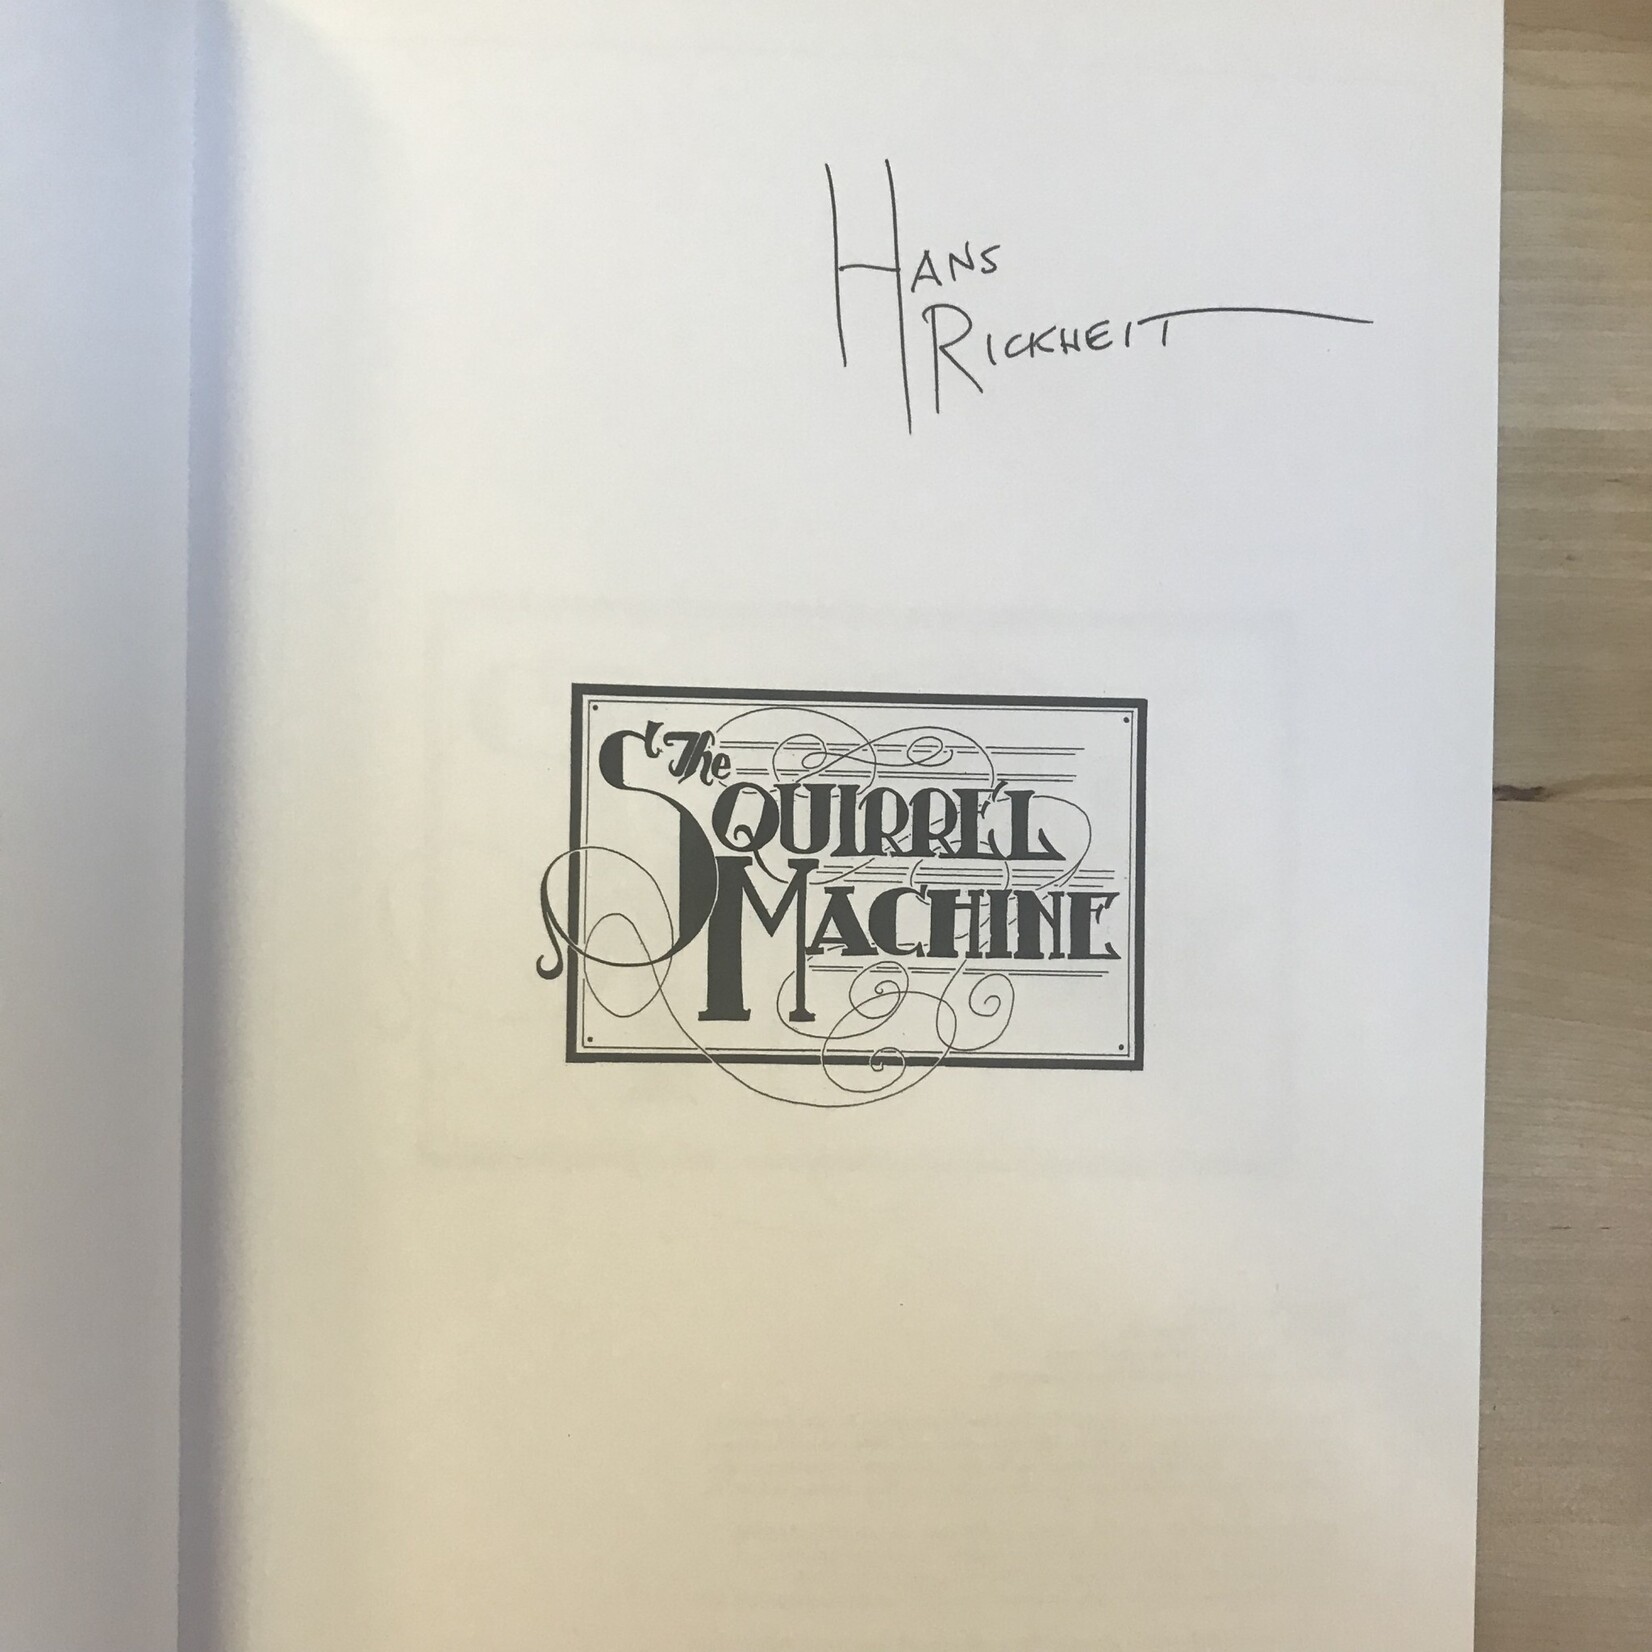 Hans
Rickheit
The
Squirrel
Machine